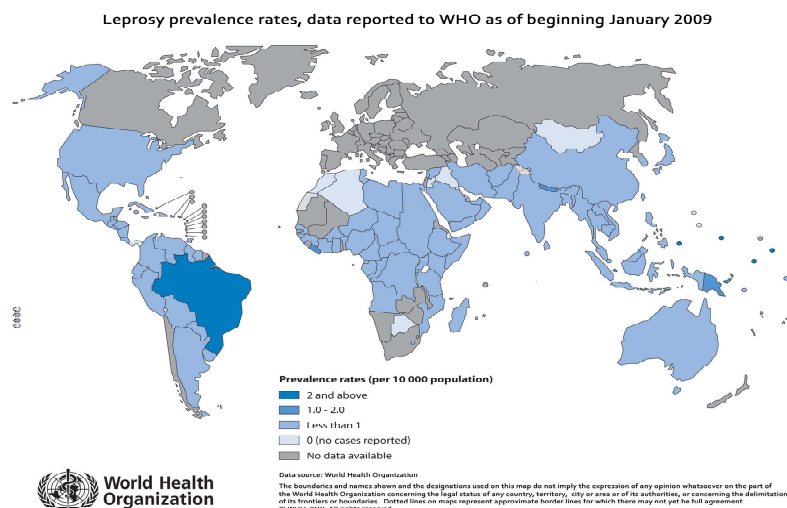 Leprosy prevalence rates, data reported to WHO as of beginning January 2009
Prevalence rates (per 10 000 population)
2 and above
1.0 - 2.0
Less than 1
0 (no cases reported)
No data available
Data source: World Health Organization
The boundaries and names shown and the designations used on this map do not imply the expression of any opinion whatsoever on the part of
the World Health Organization concerning the legal status of any country, territory, city or area or of its authorities, or concerning the delimitation
of its frontiers or boundaries. Dotted lines on maps represent approximate border lines for which there may not yet be full agreement.
World Health
Organization